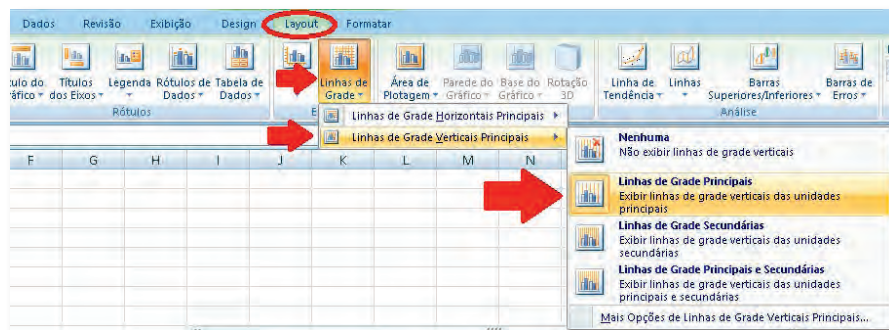 Dados Revisão Exibição Design Layout Formatar
Títulos dos Eixos
Legenda
Rótulos de Dados
Tabela de Dados
Linhas de Grade
Área de Plotagem
Parede do Gráfico
Base do Gráfico
Rotação 3D
Linha de Tendência
Linhas
Barras Superiores/Inferiores
Barras de Erros
Rótulos
Análise
Linhas de Grade Horizontais Principais
Linhas de Grade Verticais Principais
F G H I J K L M N
Nenhuma
Não exibir linhas de grade verticais
Linhas de Grade Principais
Exibir linhas de grade verticais das unidades
principais
Linhas de Grade Secundárias
Exibir linhas de grade verticais das unidades
secundárias
Linhas de Grade Principais e Secundárias
Exibir linhas de grade verticais das unidades
principais e secundárias
Mais Opções de Linhas de Grade Verticais Principais...